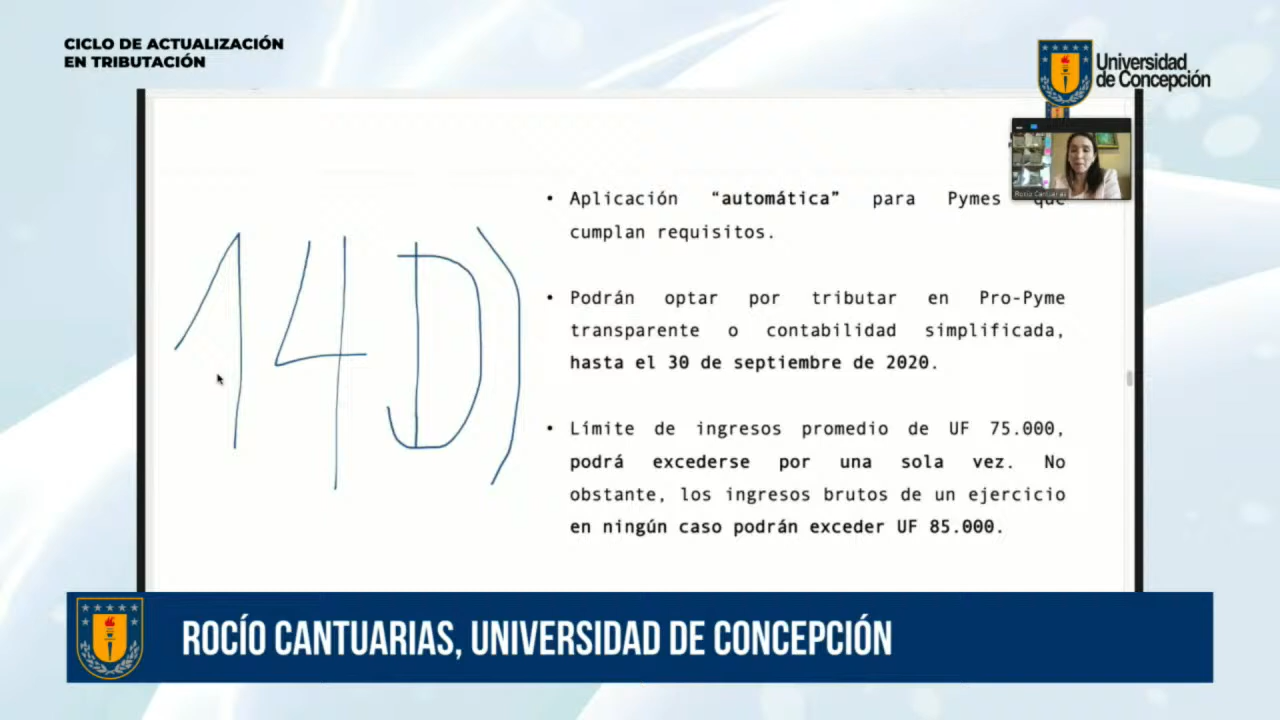 CICLO DE ACTUALIZACIÓN
EN TRIBUTACIÓN
Universidad
de Concepción
Rocío Cantuarias
14 D)
• Aplicación “automática” para Pymes que
cumplan requisitos.
• Podrán optar por tributar en Pro-Pyme
transparente o contabilidad simplificada,
hasta el 30 de septiembre de 2020.
• Límite de ingresos promedio de UF 75.000,
podrá excederse por una sola vez. No
obstante, los ingresos brutos de un ejercicio
en ningún caso podrán exceder UF 85.000.
ROCÍO CANTUARIAS, UNIVERSIDAD DE CONCEPCIÓN